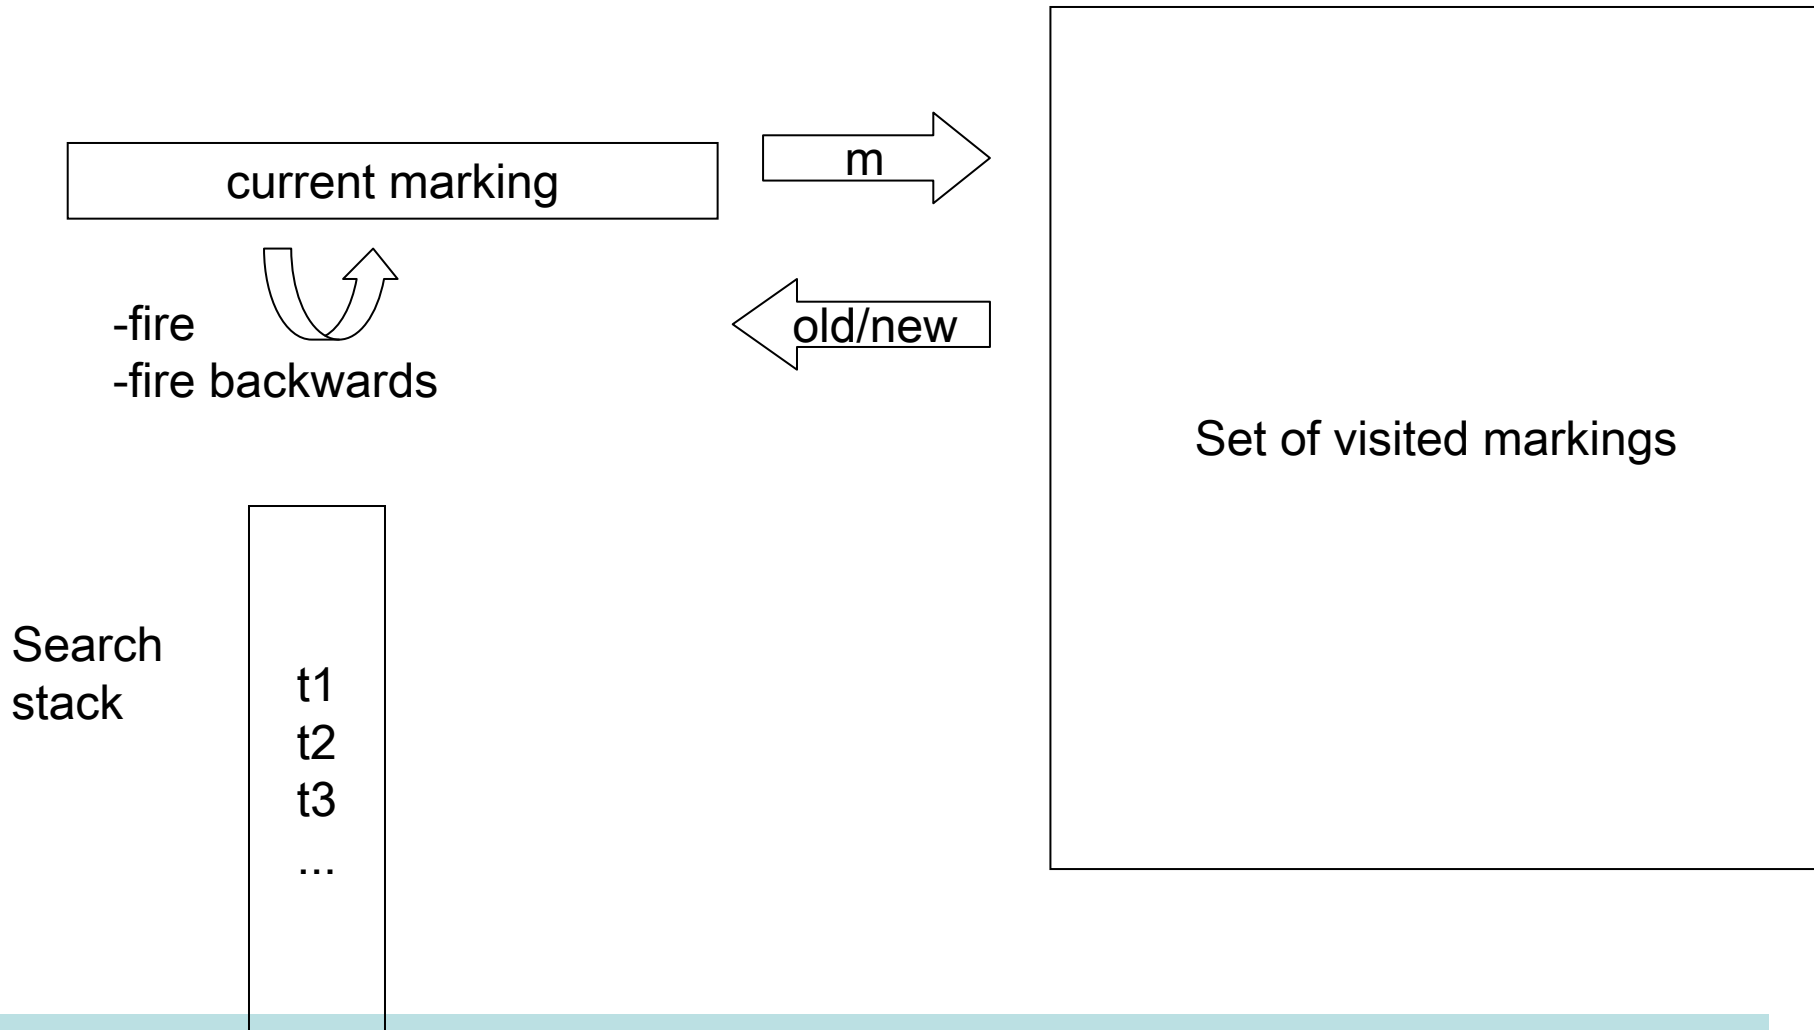 current marking
m
-fire
-fire backwards
old/new
Set of visited markings
Search
stack
t1
t2
t3
...